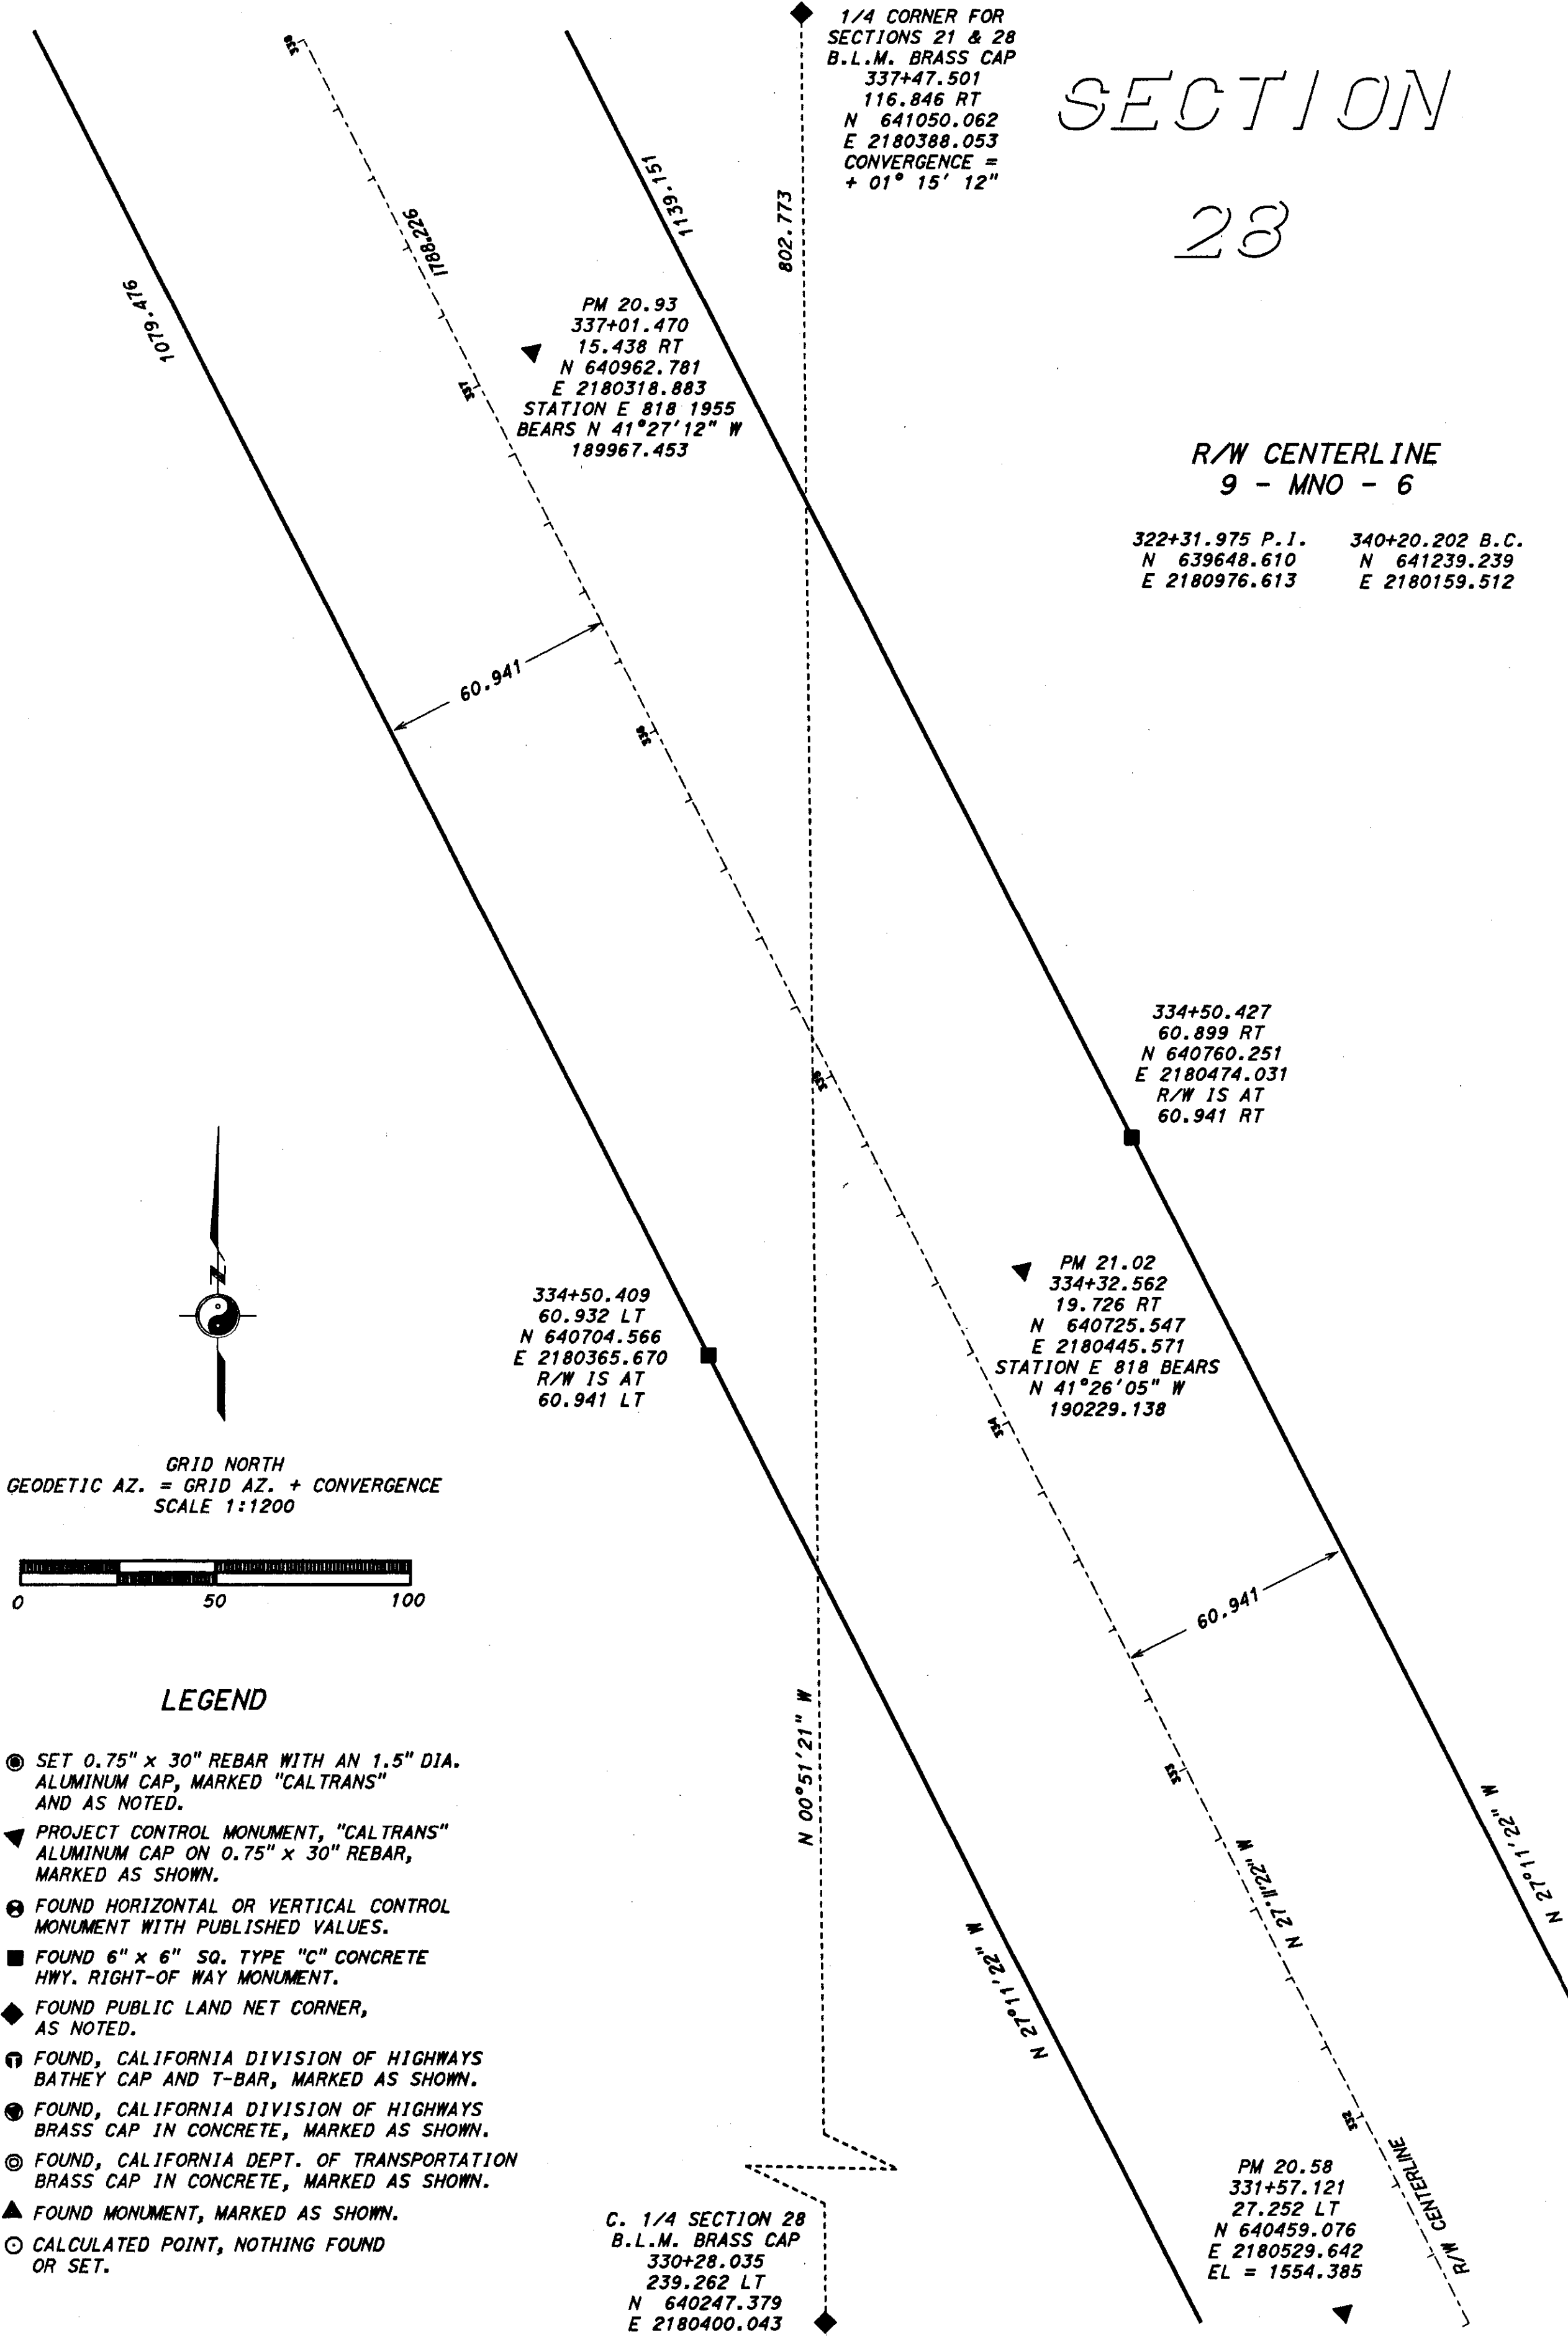 1/4 CORNER FOR
SECTIONS 21 & 28
B.L.M. BRASS CAP
337+47.501
116.846 RT
N 641050.062
E 2180388.053
CONVERGENCE =
+ 01° 15' 12"
SECTION
28
338
1139.151
802.773
1788.226
1079.476
PM 20.93
337+01.470
15.438 RT
N 640962.781
E 2180318.883
STATION E 818 1955
BEARS N 41°27'12" W
189967.453
337
R/W CENTERLINE
9 - MNO - 6
322+31.975 P.I.
N 639648.610
E 2180976.613
340+20.202 B.C.
N 641239.239
E 2180159.512
60.941
336
335
334+50.427
60.899 RT
N 640760.251
E 2180474.031
R/W IS AT
60.941 RT
N
334+50.409
60.932 LT
N 640704.566
E 2180365.670
R/W IS AT
60.941 LT
PM 21.02
334+32.562
19.726 RT
N 640725.547
E 2180445.571
STATION E 818 BEARS
N 41°26'05" W
190229.138
334
GRID NORTH
GEODETIC AZ. = GRID AZ. + CONVERGENCE
SCALE 1:1200
0 50 100
60.941
LEGEND
SET 0.75" x 30" REBAR WITH AN 1.5" DIA.
ALUMINUM CAP, MARKED "CALTRANS"
AND AS NOTED.
PROJECT CONTROL MONUMENT, "CALTRANS"
ALUMINUM CAP ON 0.75" x 30" REBAR,
MARKED AS SHOWN.
FOUND HORIZONTAL OR VERTICAL CONTROL
MONUMENT WITH PUBLISHED VALUES.
FOUND 6" x 6" SQ. TYPE "C" CONCRETE
HWY. RIGHT-OF WAY MONUMENT.
FOUND PUBLIC LAND NET CORNER,
AS NOTED.
T FOUND, CALIFORNIA DIVISION OF HIGHWAYS
BATHEY CAP AND T-BAR, MARKED AS SHOWN.
FOUND, CALIFORNIA DIVISION OF HIGHWAYS
BRASS CAP IN CONCRETE, MARKED AS SHOWN.
FOUND, CALIFORNIA DEPT. OF TRANSPORTATION
BRASS CAP IN CONCRETE, MARKED AS SHOWN.
FOUND MONUMENT, MARKED AS SHOWN.
CALCULATED POINT, NOTHING FOUND
OR SET.
N 00°51'21" W
333
N 27°11'22" W
N 27°11'22" W
N 27°11'22" W
332
R/W CENTERLINE
C. 1/4 SECTION 28
B.L.M. BRASS CAP
330+28.035
239.262 LT
N 640247.379
E 2180400.043
PM 20.58
331+57.121
27.252 LT
N 640459.076
E 2180529.642
EL = 1554.385